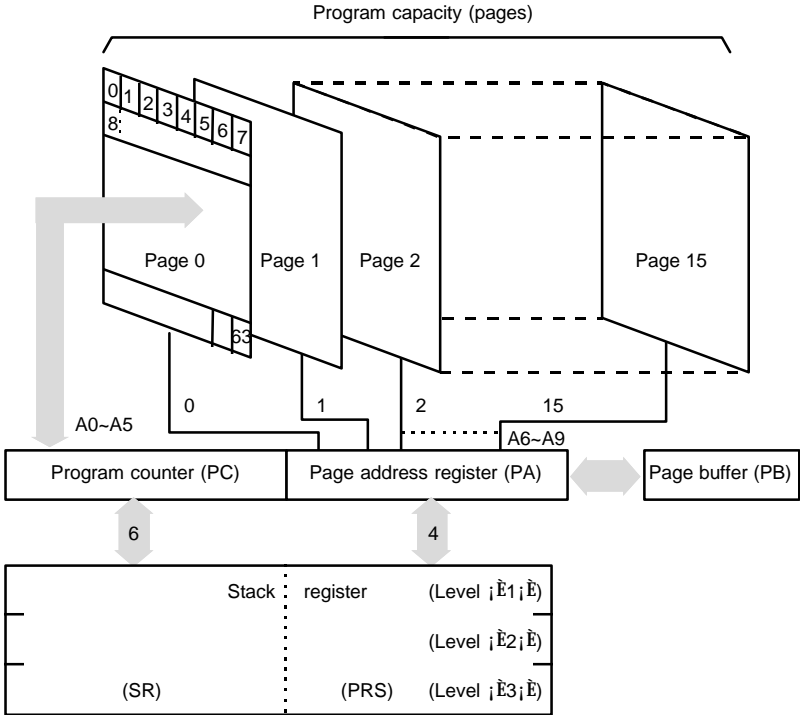 Program capacity (pages)
0 1 2 3 4 5 6 7
8
Page 0 Page 1 Page 2 Page 15
63
0 1 2 15
A0~A5 A6~A9
Program counter (PC) Page address register (PA) Page buffer (PB)
6 4
Stack register (Level ¡È1¡È)
(Level ¡È2¡È)
(SR) (PRS) (Level ¡È3¡È)